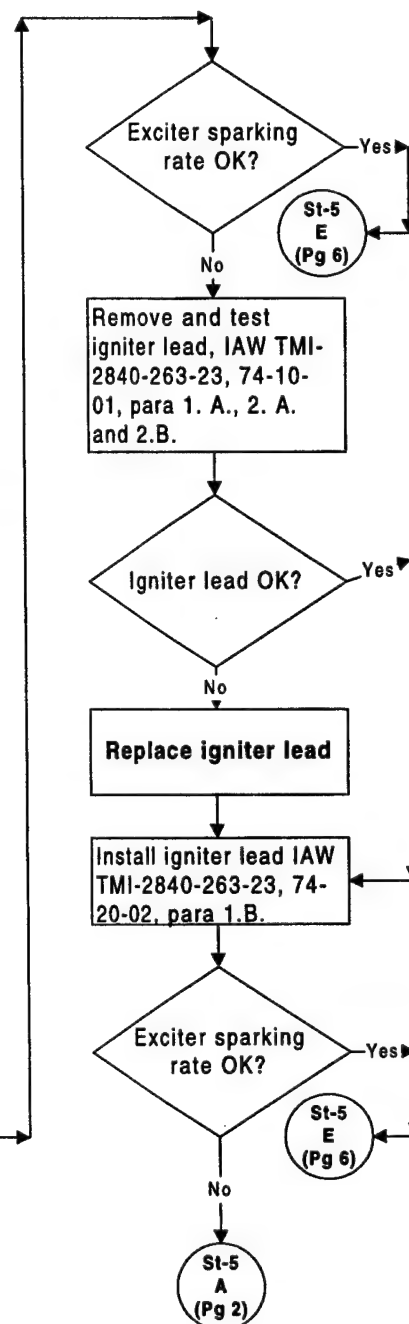 Exciter sparking
rate OK?
Yes
St-5
E
(Pg 6)
No
Remove and test
igniter lead, IAW TMI-
2840-263-23, 74-10-
01, para 1. A., 2. A.
and 2.B.
Igniter lead OK?
Yes
No
Replace igniter lead
Install igniter lead IAW
TMI-2840-263-23, 74-
20-02, para 1.B.
Exciter sparking
rate OK?
Yes
St-5
E
(Pg 6)
No
St-5
A
(Pg 2)